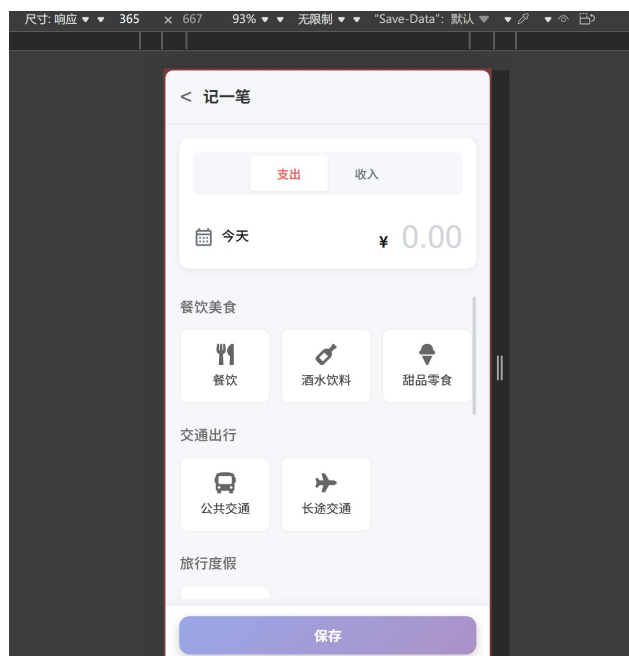 尺寸: 响应 365 × 667 93% 无限制 "Save-Data": 默认
< 记一笔
支出 收入
今天 ¥ 0.00
餐饮美食
餐饮 酒水饮料 甜品零食
交通出行
公共交通 长途交通
旅行度假
保存